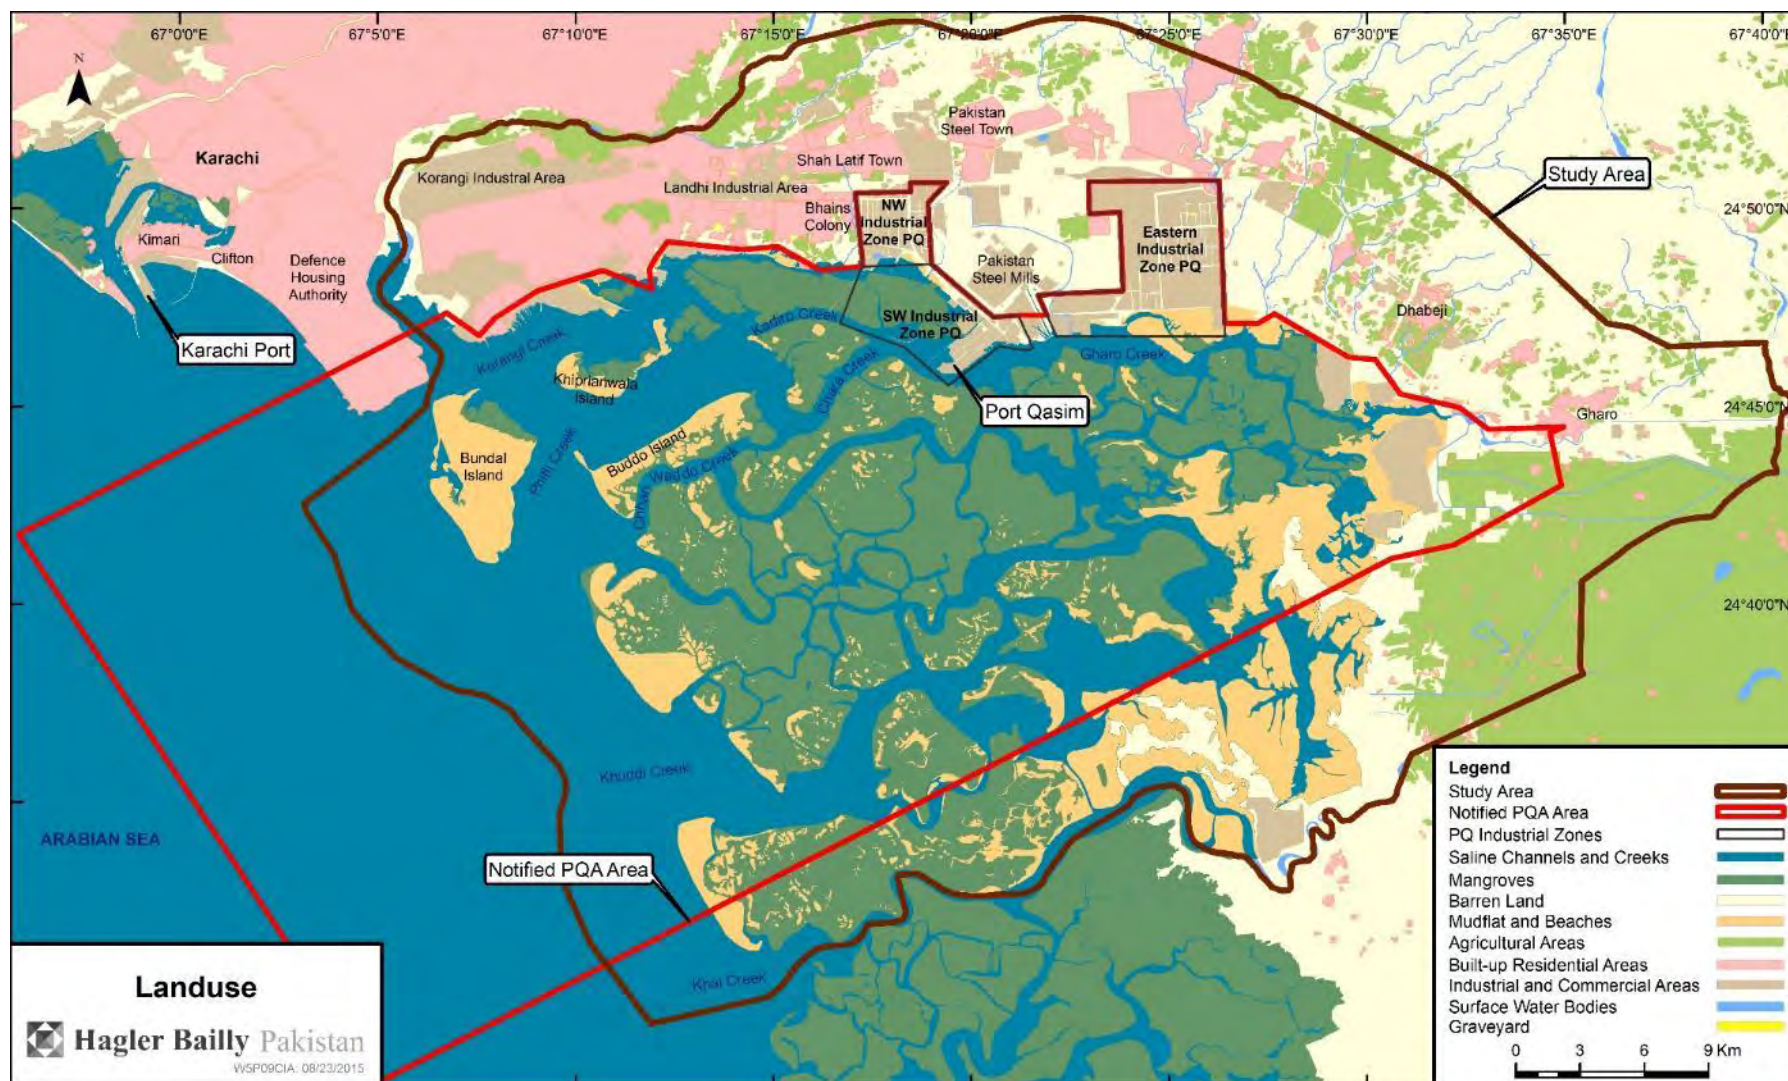 67°0'0"E
67°5'0"E
67°10'0"E
67°15'0"E
67°20'0"E
67°25'0"E
67°30'0"E
67°35'0"E
67°40'0"E
N
Pakistan
Steel Town
Karachi
Shah Latif Town
Study Area
Korangi Industral Area
Landhi Industrial Area
24°50'0"N
Bhains
Colony
NW
Industrial
Zone PQ
Eastern
Industrial
Zone PQ
Kimari
Clifton
Defence
Housing
Authority
Pakistan
Steel Mills
Dhabeji
Karachi Port
Kadiro Creek
SW Industrial
Zone PQ
Korangi Creek
Gharo Creek
Khiprianwala
Island
Port Qasim
Gharo
24°45'0"N
Bundal
Island
Buddo Island
Waddo Creek
24°40'0"N
Khuddi Creek
ARABIAN SEA
Notified PQA Area
Khai Creek
Legend
Study Area
Notified PQA Area
PQ Industrial Zones
Saline Channels and Creeks
Mangroves
Barren Land
Mudflat and Beaches
Agricultural Areas
Built-up Residential Areas
Industrial and Commercial Areas
Surface Water Bodies
Graveyard
0 3 6 9 Km
Landuse
Hagler Bailly Pakistan
W5P09CIA: 08/23/2015